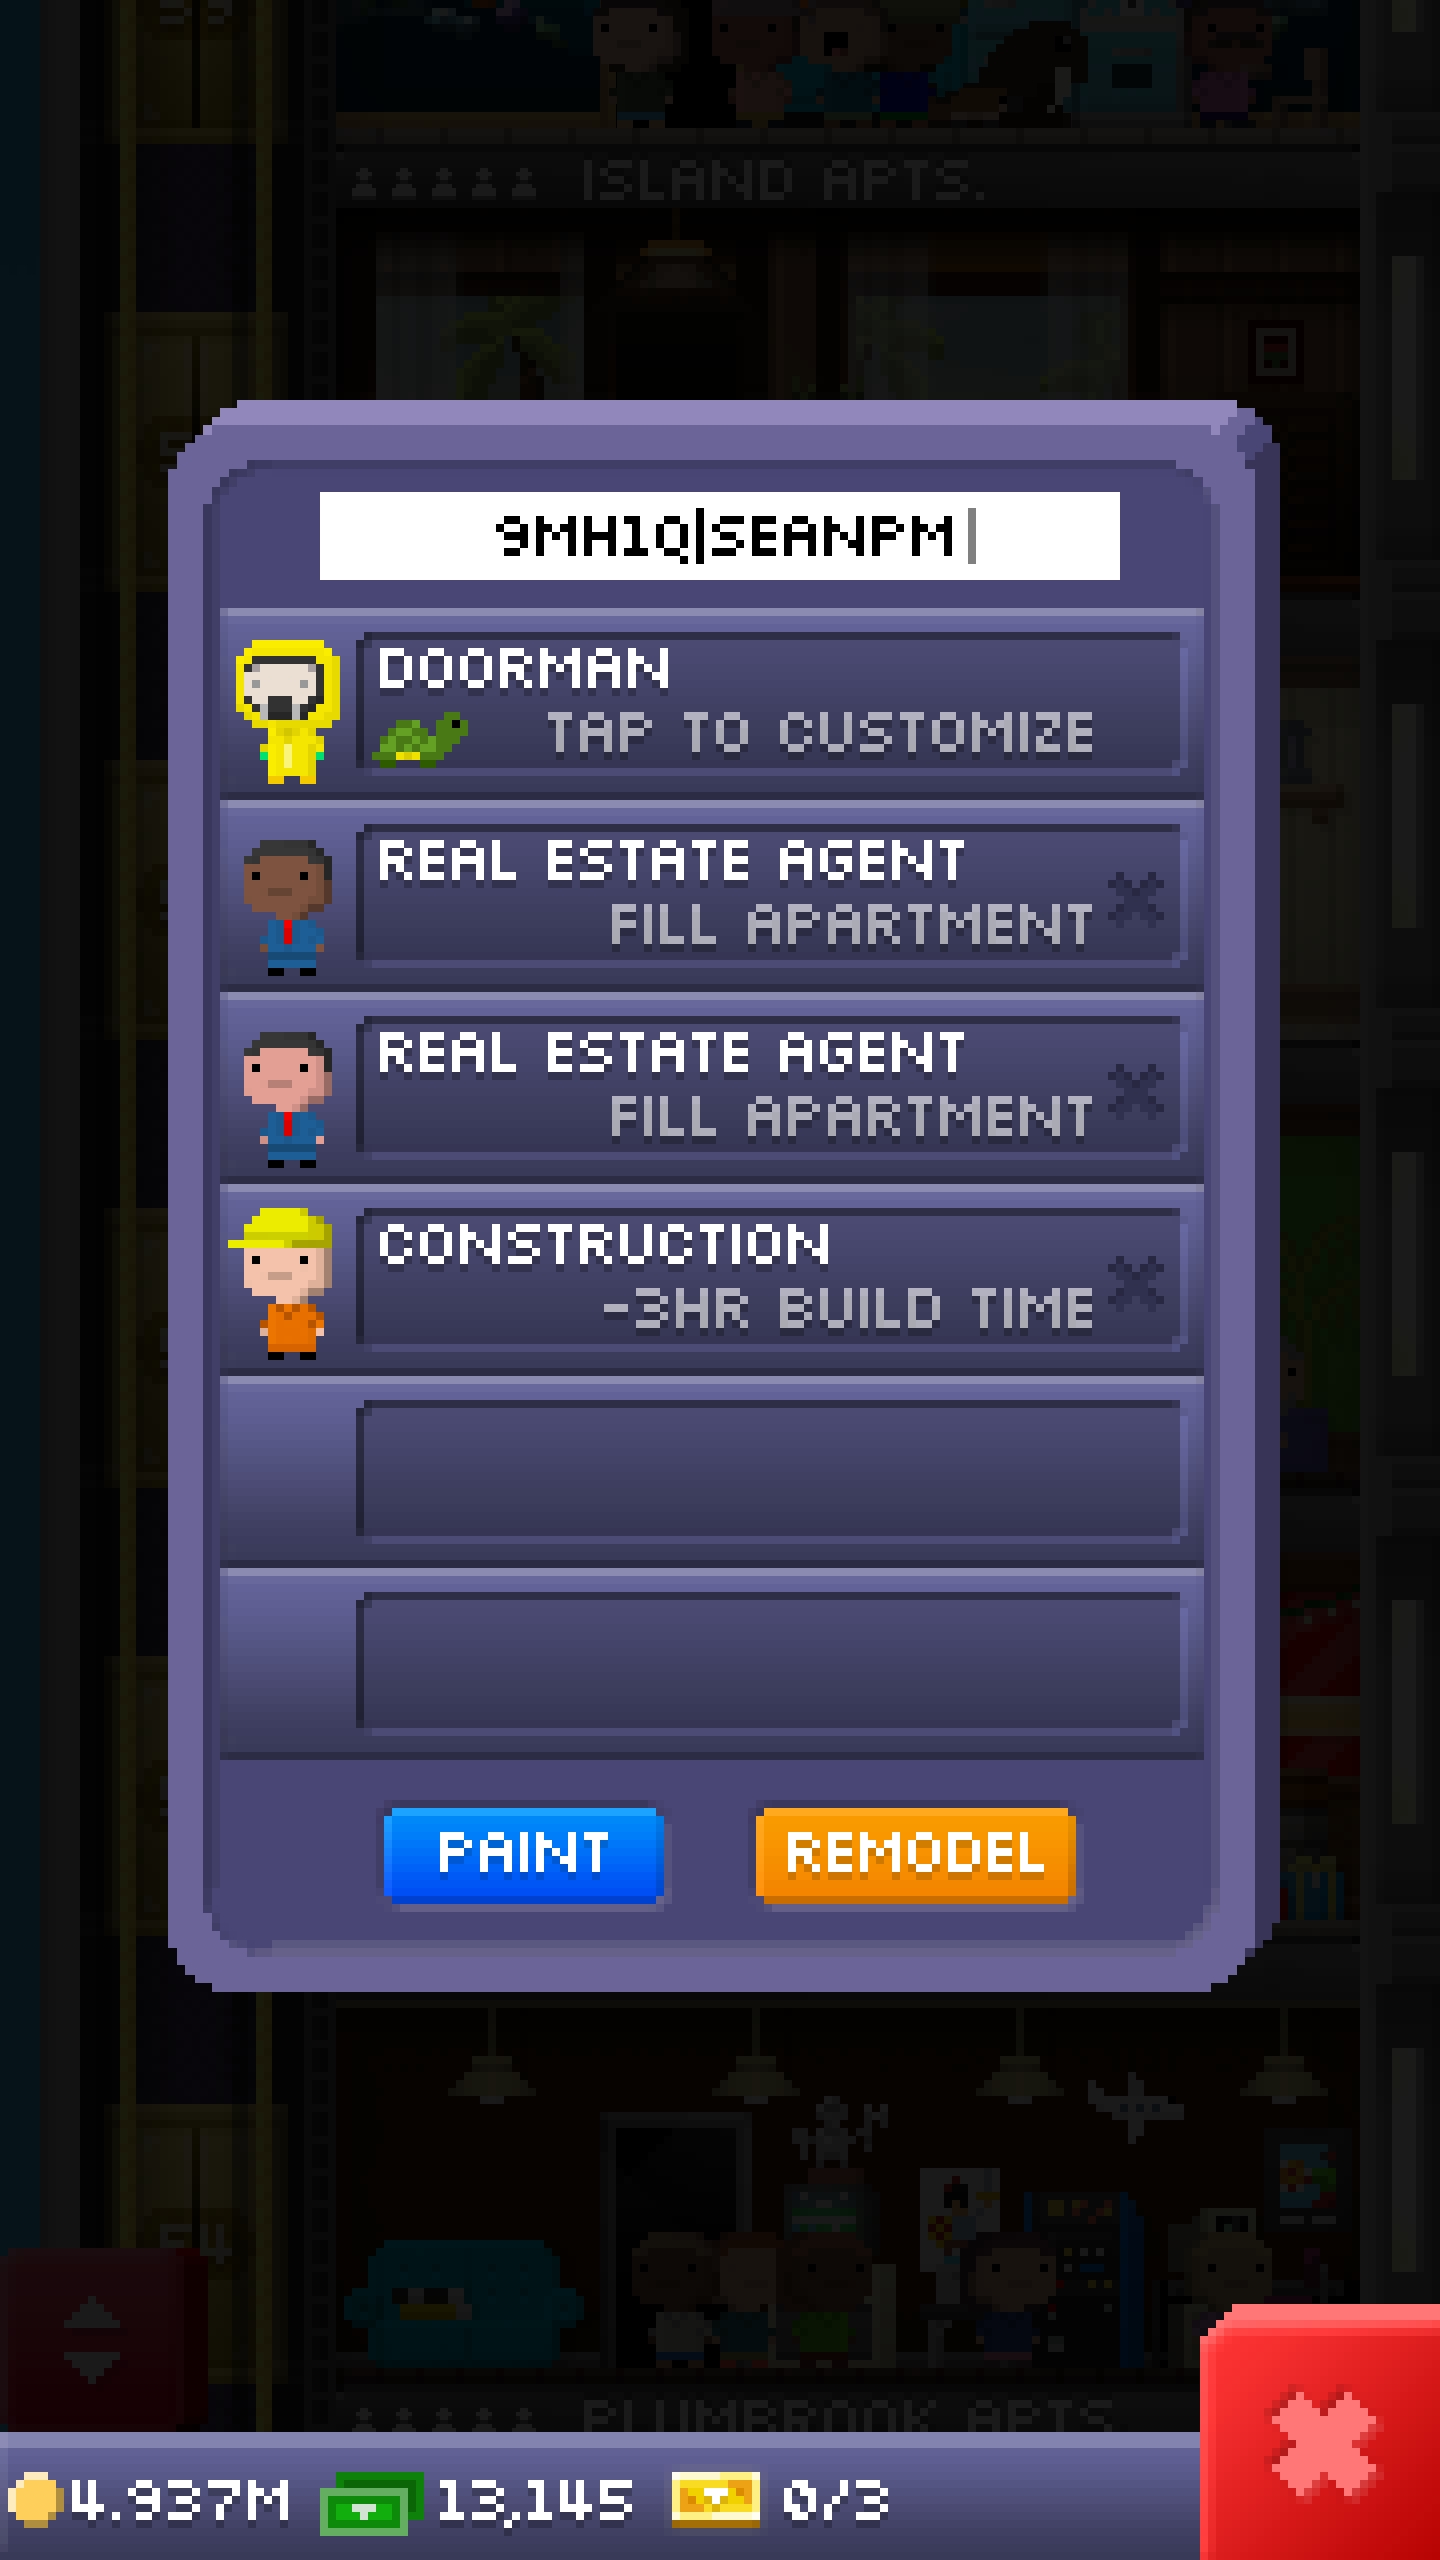 ISLAND APTS.
9MH1Q|SEANPM
DOORMAN
TAP TO CUSTOMIZE
REAL ESTATE AGENT
FILL APARTMENT
REAL ESTATE AGENT
FILL APARTMENT
CONSTRUCTION
-3HR BUILD TIME
PAINT
REMODEL
PLUMBROOK APTS
4.937M
13,145
0/3